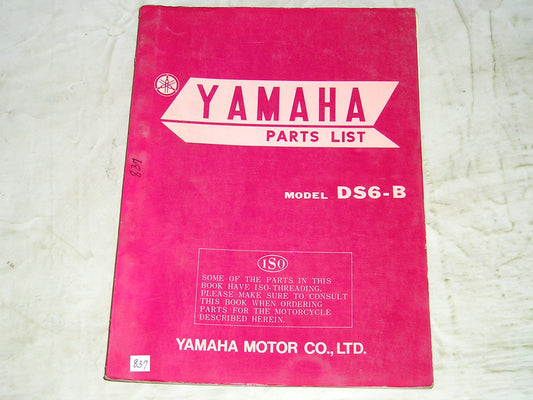 YAMAHA
PARTS LIST
837
MODEL DS6-B
ISO
SOME OF THE PARTS IN THIS
BOOK HAVE ISO-THREADING.
PLEASE MAKE SURE TO CONSULT
THIS BOOK WHEN ORDERING
PARTS FOR THE MOTORCYCLE
DESCRIBED HEREIN.
YAMAHA MOTOR CO., LTD.
837